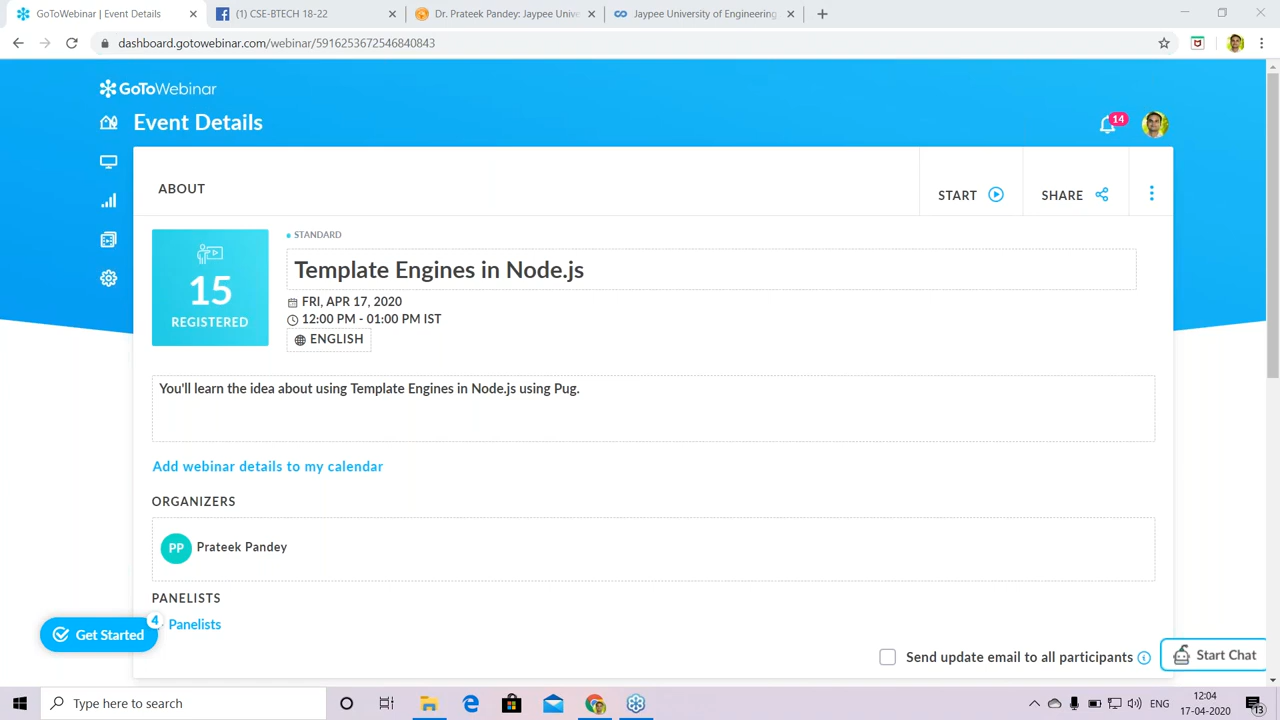 GoToWebinar | Event Details
(1) CSE-BTECH 18-22
Dr. Prateek Pandey: Jaypee Unive
Jaypee University of Engineering
dashboard.gotowebinar.com/webinar/5916253672546840843
GoToWebinar
Event Details
14
ABOUT
START
SHARE
15
REGISTERED
STANDARD
Template Engines in Node.js
FRI, APR 17, 2020
12:00 PM - 01:00 PM IST
ENGLISH
You'll learn the idea about using Template Engines in Node.js using Pug.
Add webinar details to my calendar
ORGANIZERS
PP Prateek Pandey
PANELISTS
Panelists
4
Get Started
Send update email to all participants
Start Chat
Type here to search
ENG
12:04
17-04-2020
13